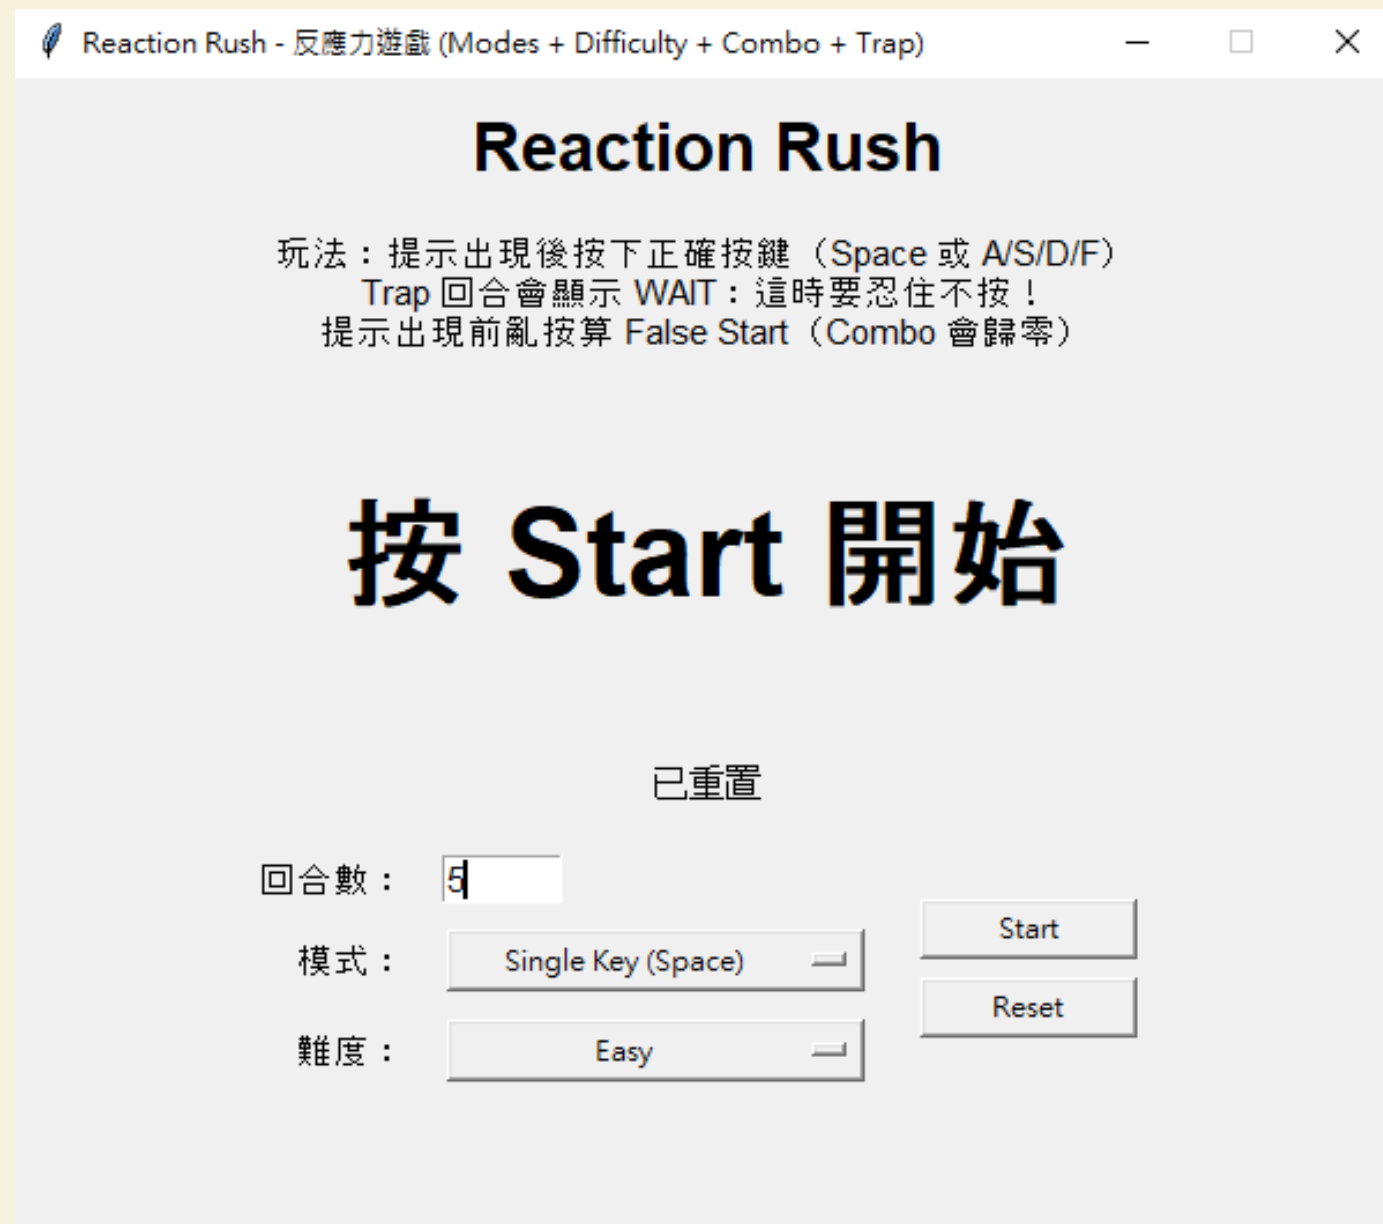 Reaction Rush - 反應力遊戲 (Modes + Difficulty + Combo + Trap)
Reaction Rush
玩法：提示出現後按下正確按鍵（Space 或 A/S/D/F）
Trap 回合會顯示 WAIT：這時要忍住不按！
提示出現前亂按算 False Start（Combo 會歸零）
按 Start 開始
已重置
回合數： 5
模式： Single Key (Space)
難度： Easy
Start
Reset